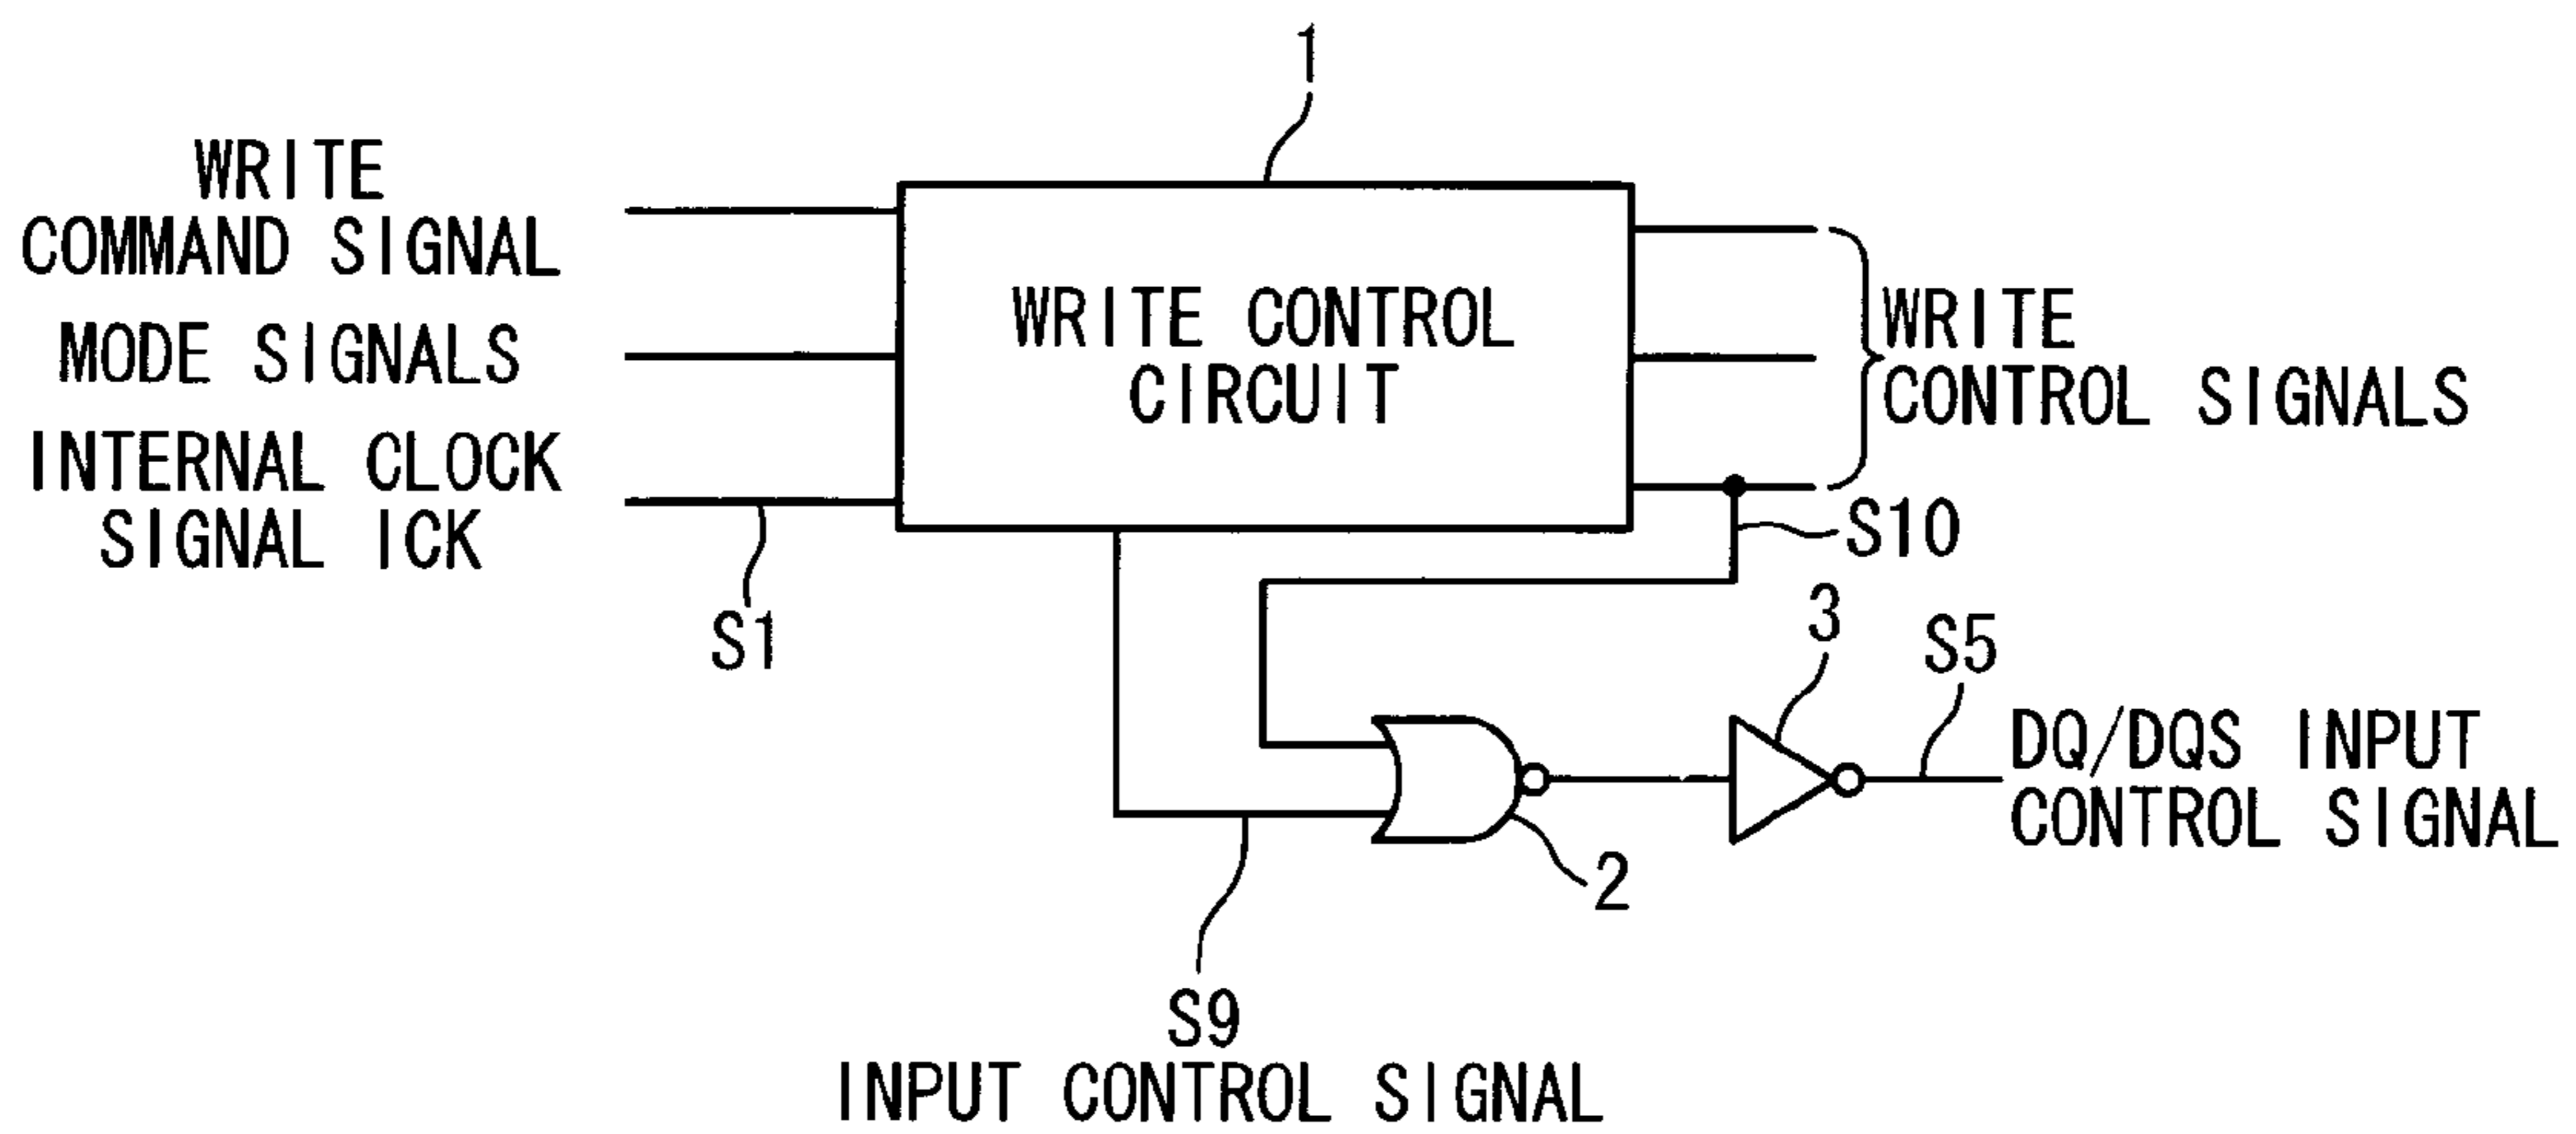 1
WRITE
COMMAND SIGNAL
MODE SIGNALS
INTERNAL CLOCK
SIGNAL ICK
S1
WRITE CONTROL
CIRCUIT
WRITE
CONTROL SIGNALS
S10
3
S5
DQ/DQS INPUT
CONTROL SIGNAL
2
S9
INPUT CONTROL SIGNAL